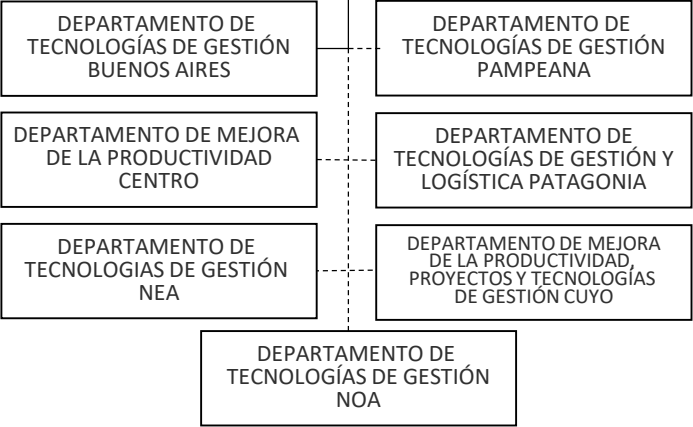 DEPARTAMENTO DE
TECNOLOGÍAS DE GESTIÓN
BUENOS AIRES
DEPARTAMENTO DE
TECNOLOGÍAS DE GESTIÓN
PAMPEANA
DEPARTAMENTO DE MEJORA
DE LA PRODUCTIVIDAD
CENTRO
DEPARTAMENTO DE
TECNOLOGÍAS DE GESTIÓN Y
LOGÍSTICA PATAGONIA
DEPARTAMENTO DE
TECNOLOGIAS DE GESTIÓN
NEA
DEPARTAMENTO DE MEJORA
DE LA PRODUCTIVIDAD,
PROYECTOS Y TECNOLOGÍAS
DE GESTIÓN CUYO
DEPARTAMENTO DE
TECNOLOGÍAS DE GESTIÓN
NOA